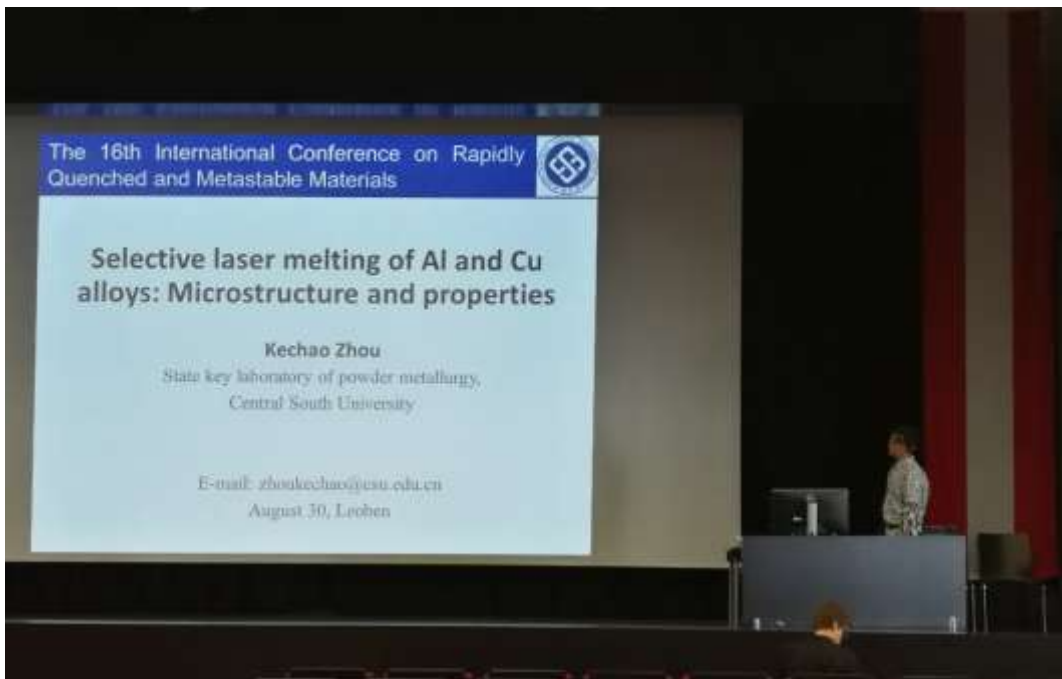 The 16th International Conference on Rapidly
Quenched and Metastable Materials
Selective laser melting of Al and Cu
alloys: Microstructure and properties
Kechao Zhou
State key laboratory of powder metallurgy,
Central South University
E-mail: zhoukechao@csu.edu.cn
August 30, Leoben